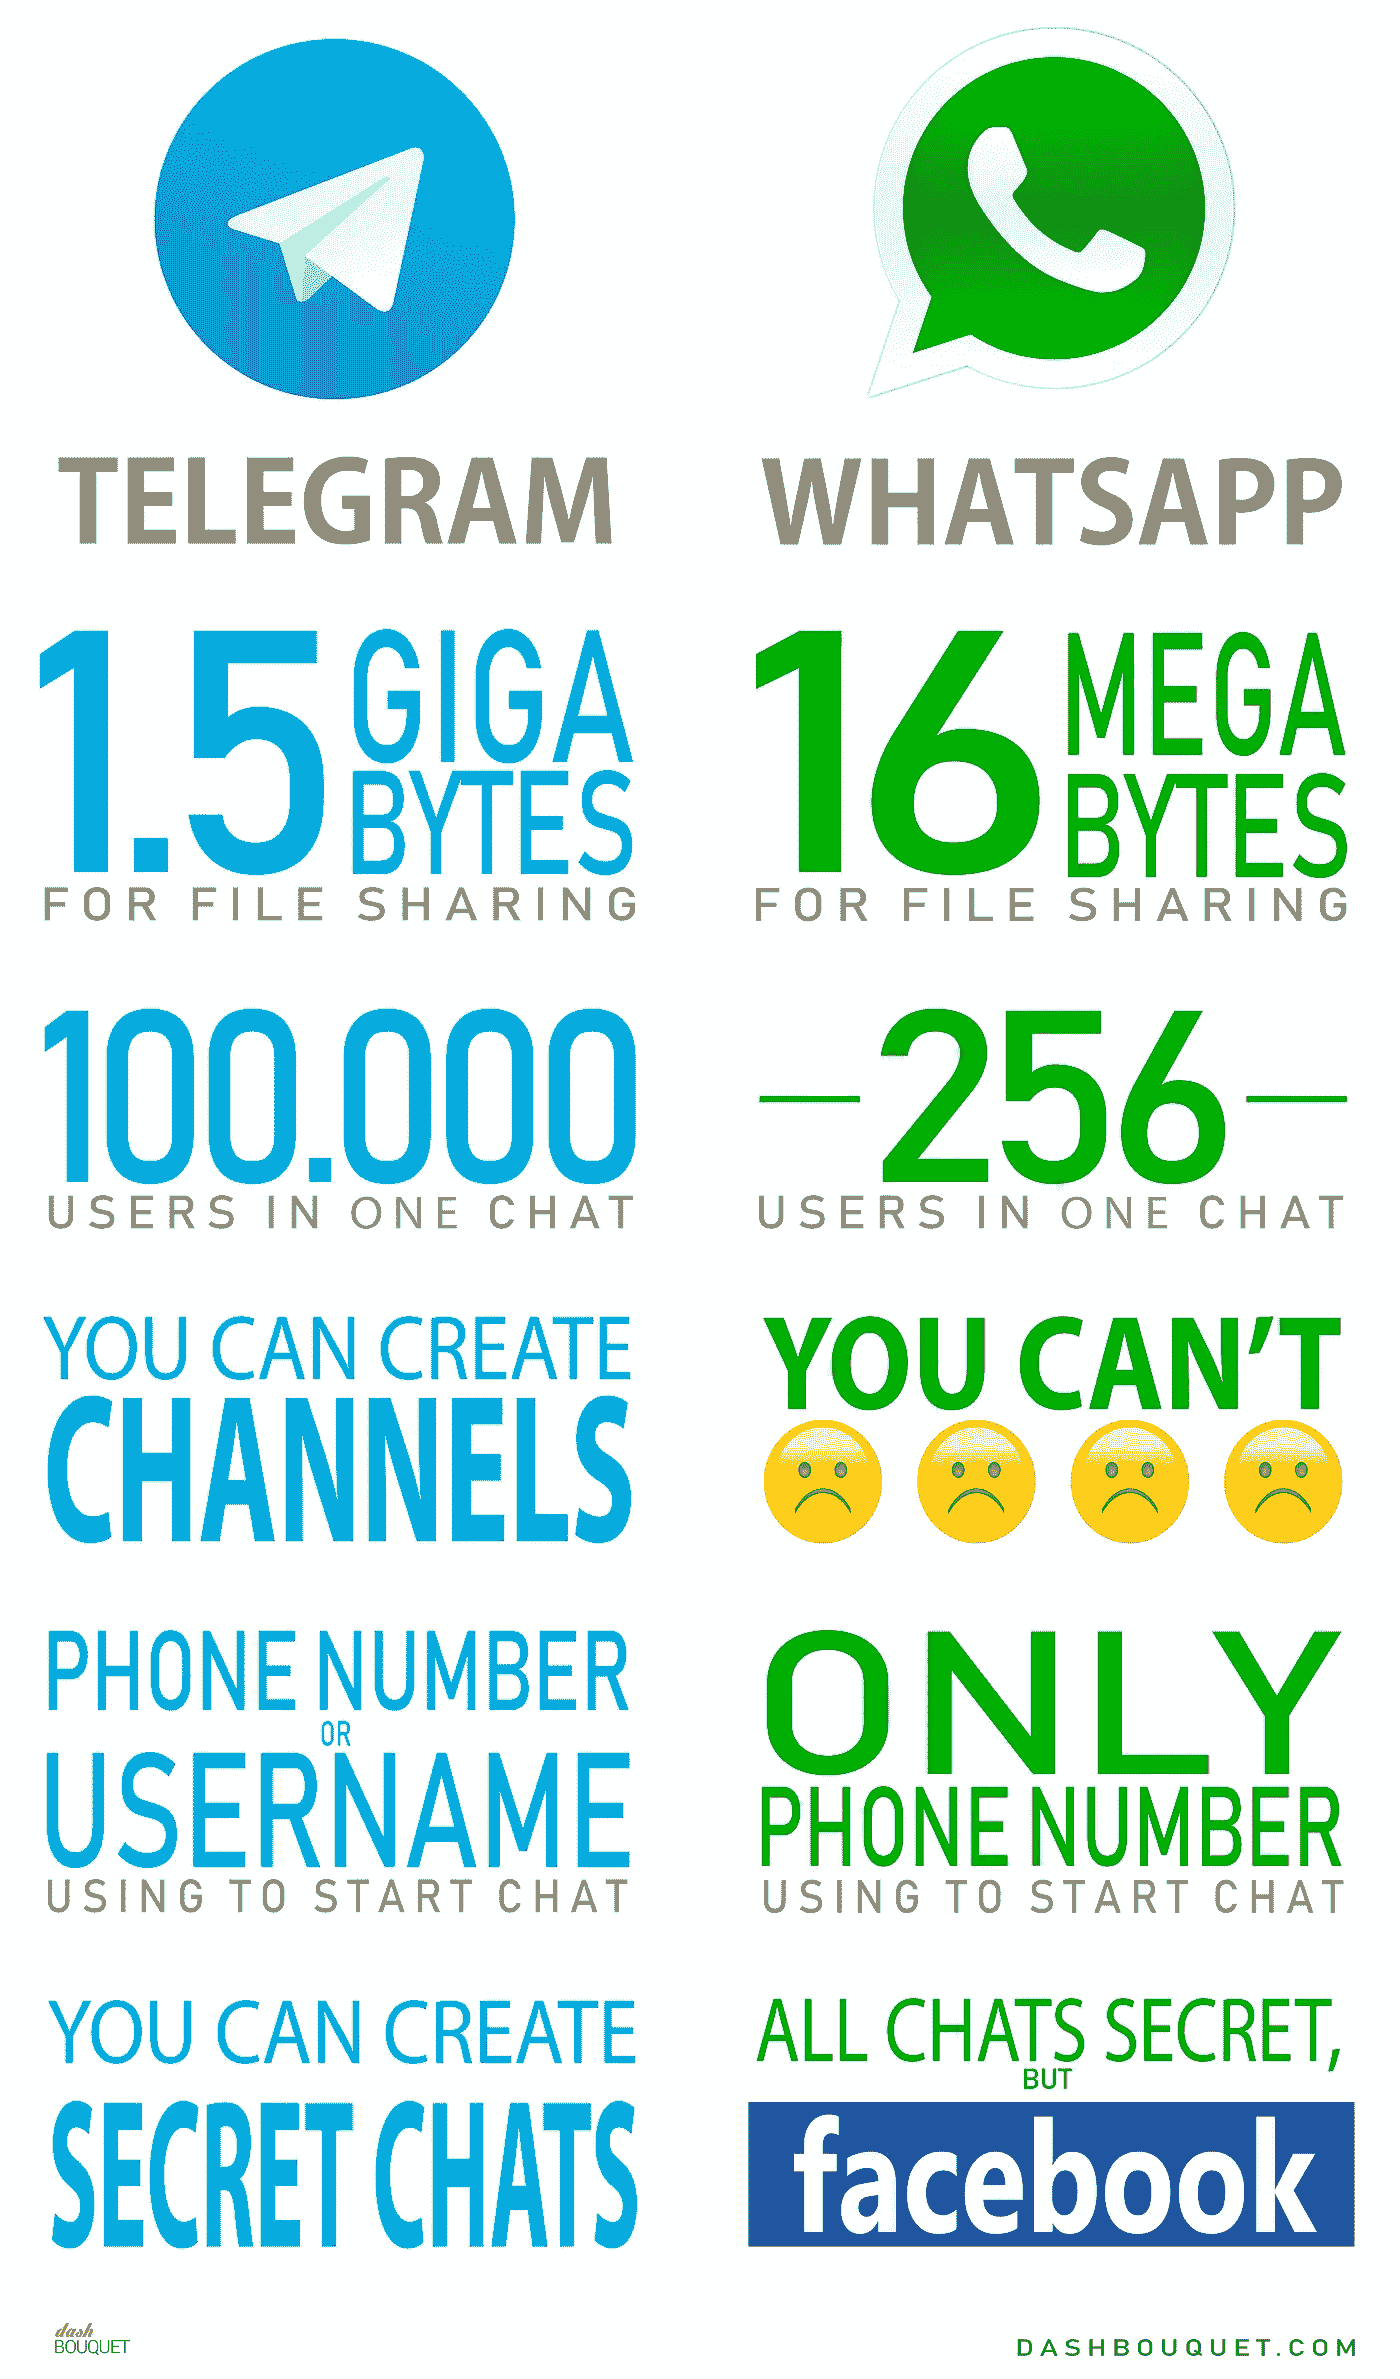 TELEGRAM
1.5 GIGA
BYTES
FOR FILE SHARING
100.000
USERS IN ONE CHAT
YOU CAN CREATE
CHANNELS
PHONE NUMBER
OR
USERNAME
USING TO START CHAT
YOU CAN CREATE
SECRET CHATS
WHATSAPP
16 MEGA
BYTES
FOR FILE SHARING
256
USERS IN ONE CHAT
YOU CAN'T
ONLY
PHONE NUMBER
USING TO START CHAT
ALL CHATS SECRET,
BUT
facebook
dash
BOUQUET
DASHBOUQUET.COM